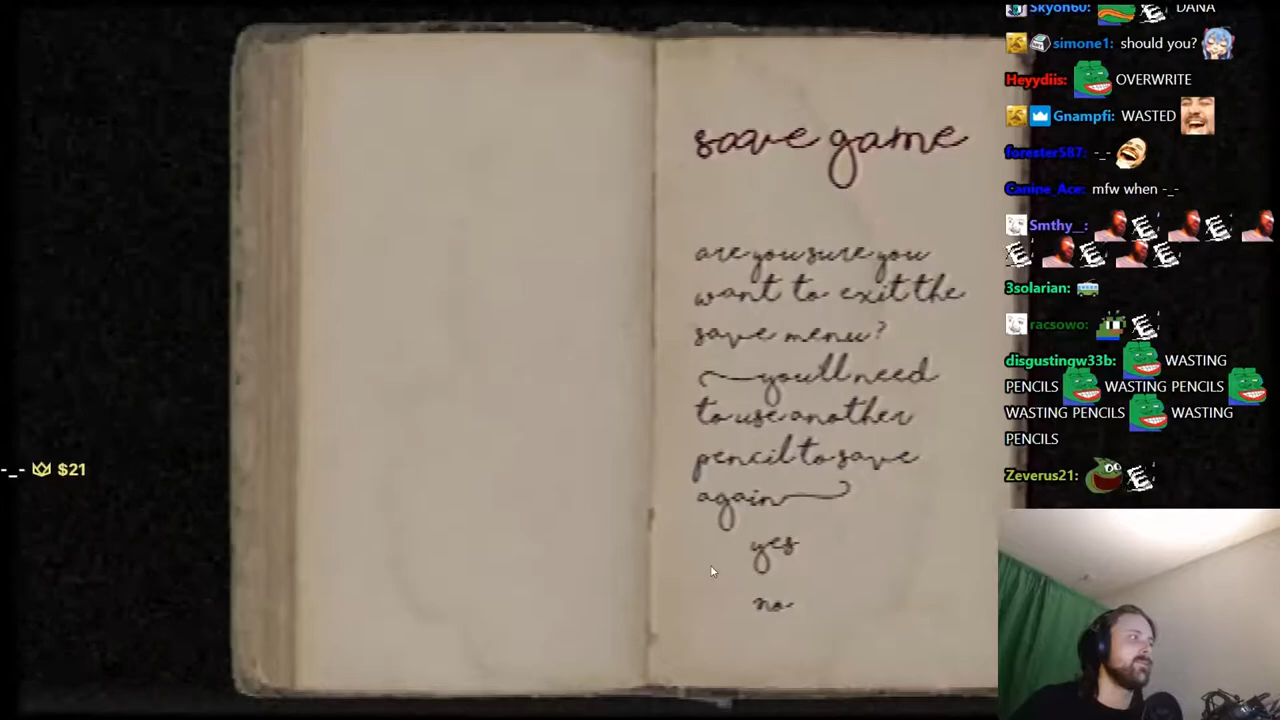 save game
are you sure you
want to exit the
save menu?
you'll need
to use another
pencil to save
again
yes
no
-_- $21
Skyon60: DANA
simone1: should you?
Heyydiis: OVERWRITE
Gnampfi: WASTED
forester587: -_-
Canine_Ace: mfw when -_-
Smthy__:
3solarian:
racsowo:
disgustingw33b: WASTING
PENCILS WASTING PENCILS
WASTING PENCILS WASTING
PENCILS
Zeverus21: